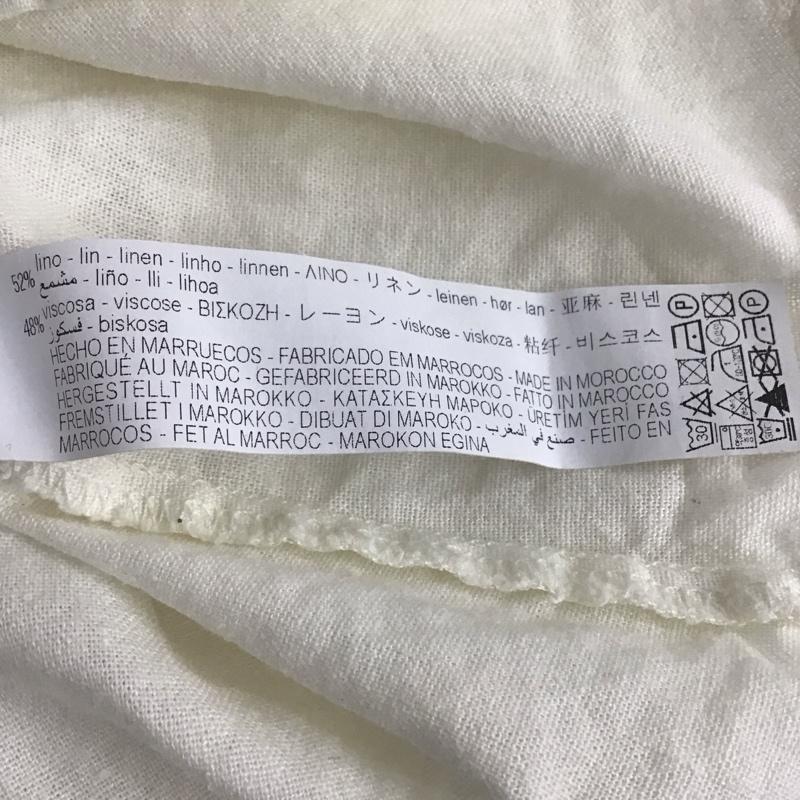 52% lino - lin - linen - linho - linnen - ΛΙΝΟ - リネン - leinen - hør - lan - 亚麻 - 린넨
مشمع - liño - lli - lihoa
48% viscosa - viscose - ΒΙΣΚΟΖΗ - レーヨン - viskose - viskoza - 粘纤 - 비스코스
فسكوز - biskosa
HECHO EN MARRUECOS - FABRICADO EM MARROCOS - MADE IN MOROCCO
FABRIQUÉ AU MAROC - GEFABRICEERD IN MAROKKO - FATTO IN MAROCCO
HERGESTELLT IN MAROKKO - ΚΑΤΑΣΚΕΥΗ ΜΑΡΟΚΟ - ÜRETİM YERİ FAS
FREMSTILLET I MAROKKO - DIBUAT DI MAROKO - صنع في المغرب - FEITO EN
MARROCOS - FET AL MARROC - MAROKON EGINA
P
P
30